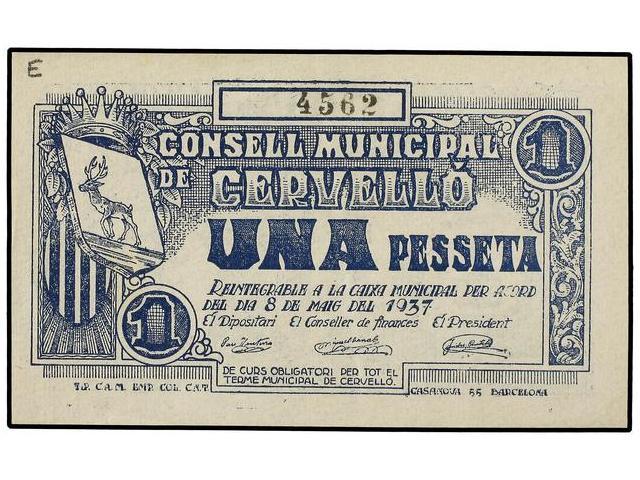 E
4562
CONSELL MUNICIPAL
DE CERVELLÓ
1
UNA PESSETA
REINTEGRABLE A LA CAIXA MUNICIPAL PER ACORD
DEL DIA 8 DE MAIG DEL 1937
El Dipositari El Conseller de finances El President
1
DE CURS OBLIGATORI PER TOT EL
TERME MUNICIPAL DE CERVELLÓ.
TIP. C.A.M. EMP. COL. C.N.T. CASANOVA 55 BARCELONA